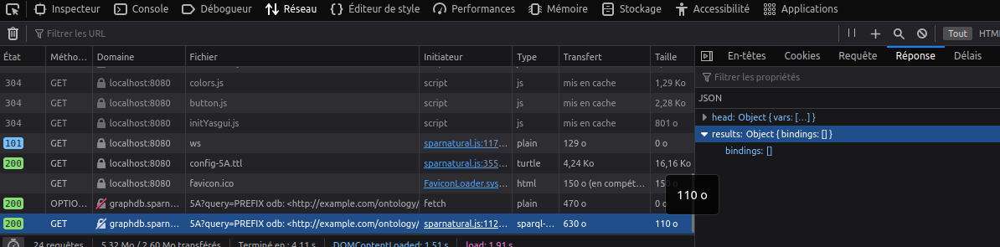 Inspecteur Console Débogueur Réseau Éditeur de style Performances Mémoire Stockage Accessibilité Applications
Filtrer les URL Tout HTM
État Métho… Domaine Fichier Initiateur Type Transfert Taille En-têtes Cookies Requête Réponse Délais
304 GET localhost:8080 colors.js script js mis en cache 1,29 Ko Filtrer les propriétés
304 GET localhost:8080 button.js script js mis en cache 2,28 Ko JSON
304 GET localhost:8080 initYasgui.js script js mis en cache 801 o head: Object { vars: […] }
101 GET localhost:8080 ws sparnatural.js:117… plain 129 o 0 o results: Object { bindings: [] }
200 GET localhost:8080 config-5A.ttl sparnatural.js:355… turtle 4,24 Ko 16,16 Ko bindings: []
GET localhost:8080 favicon.ico FaviconLoader.sys… html 150 o (en compét… 150 o
200 OPTIO… graphdb.sparn… 5A?query=PREFIX odb: <http://example.com/ontology/ fetch plain 470 o 0 o
110 o
200 GET graphdb.sparn… 5A?query=PREFIX odb: <http://example.com/ontology/ sparnatural.js:112… sparql-… 630 o 110 o
24 requêtes 5,32 Mo / 2,60 Mo transférés Terminé en : 4,11 s DOMContentLoaded: 1,51 s load: 1,91 s